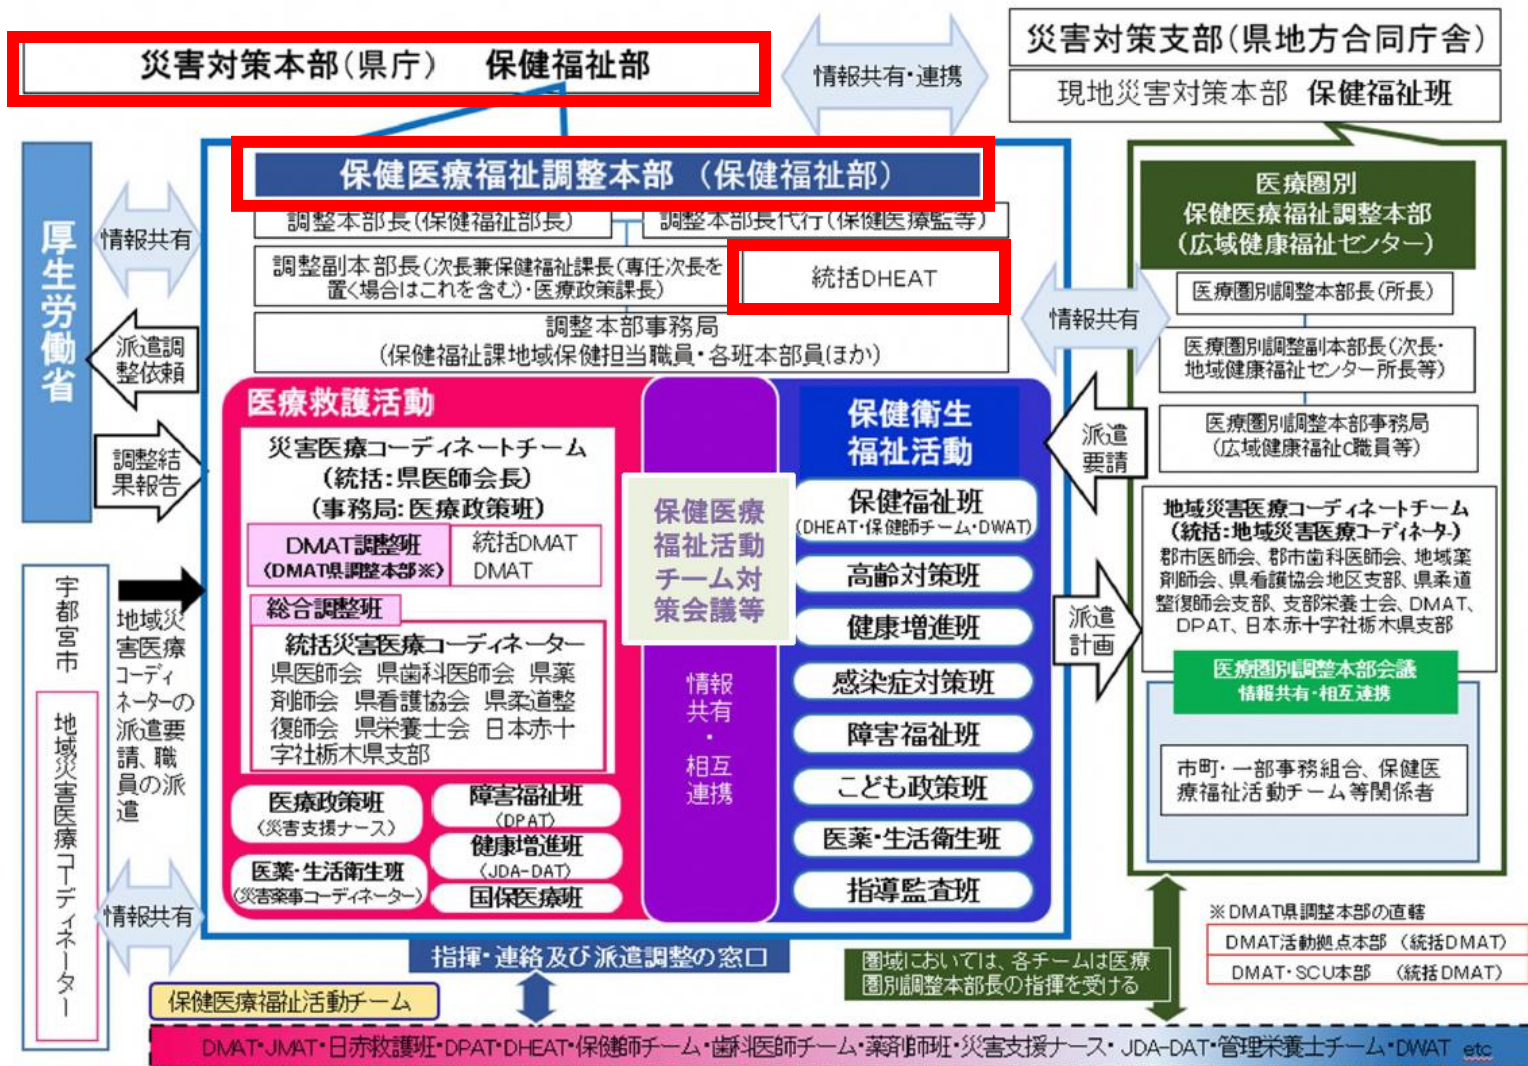 災害対策本部(県庁)　保健福祉部
情報共有・連携
災害対策支部(県地方合同庁舎)
現地災害対策本部 保健福祉班
厚生労働省
情報共有
派遣調
整依頼
調整結
果報告
保健医療福祉調整本部 (保健福祉部)
調整本部長(保健福祉部長)
調整本部長代行(保健医療監等)
調整副本部長(次長兼保健福祉課長(専任次長を
置く場合はこれを含む)・医療政策課長)
統括DHEAT
調整本部事務局
(保健福祉課地域保健担当職員・各班本部員ほか)
医療救護活動
災害医療コーディネートチーム
(統括:県医師会長)
(事務局:医療政策班)
DMAT調整班
(DMAT県調整本部※)
統括DMAT
DMAT
総合調整班
統括災害医療コーディネーター
県医師会 県歯科医師会 県薬
剤師会 県看護協会 県柔道整
復師会 県栄養士会 日本赤十
字社栃木県支部
医療政策班
(災害支援ナース)
障害福祉班
(DPAT)
健康増進班
(JDA-DAT)
医薬・生活衛生班
(災害薬事コーディネーター)
国保医療班
保健医療
福祉活動
チーム対
策会議等
情報
共有
・
相互
連携
保健衛生
福祉活動
保健福祉班
(DHEAT・保健師チーム・DWAT)
高齢対策班
健康増進班
感染症対策班
障害福祉班
こども政策班
医薬・生活衛生班
指導監査班
情報共有
派遣
要請
派遣
計画
医療圏別
保健医療福祉調整本部
(広域健康福祉センター)
医療圏別調整本部長(所長)
医療圏別調整副本部長(次長・
地域健康福祉センター所長等)
医療圏別調整本部事務局
(広域健康福祉C職員等)
地域災害医療コーディネートチーム
(統括:地域災害医療コーディネーター)
郡市医師会、郡市歯科医師会、地域薬
剤師会、県看護協会地区支部、県柔道
整復師会支部、支部栄養士会、DMAT、
DPAT、日本赤十字社栃木県支部
医療圏別調整本部会議
情報共有・相互連携
市町・一部事務組合、保健医
療福祉活動チーム等関係者
宇都宮市
地域災害医療コーディネーター
地域災
害医療
コーディ
ネーターの
派遣要
請、職
員の派
遣
情報共有
指揮・連絡及び派遣調整の窓口
圏域においては、各チームは医療
圏別調整本部長の指揮を受ける
※DMAT県調整本部の直轄
DMAT活動拠点本部 (統括DMAT)
DMAT・SCU本部 (統括DMAT)
保健医療福祉活動チーム
DMAT・JMAT・日赤救護班・DPAT・DHEAT・保健師チーム・歯科医師チーム・薬剤師班・災害支援ナース・JDA-DAT・管理栄養士チーム・DWAT etc